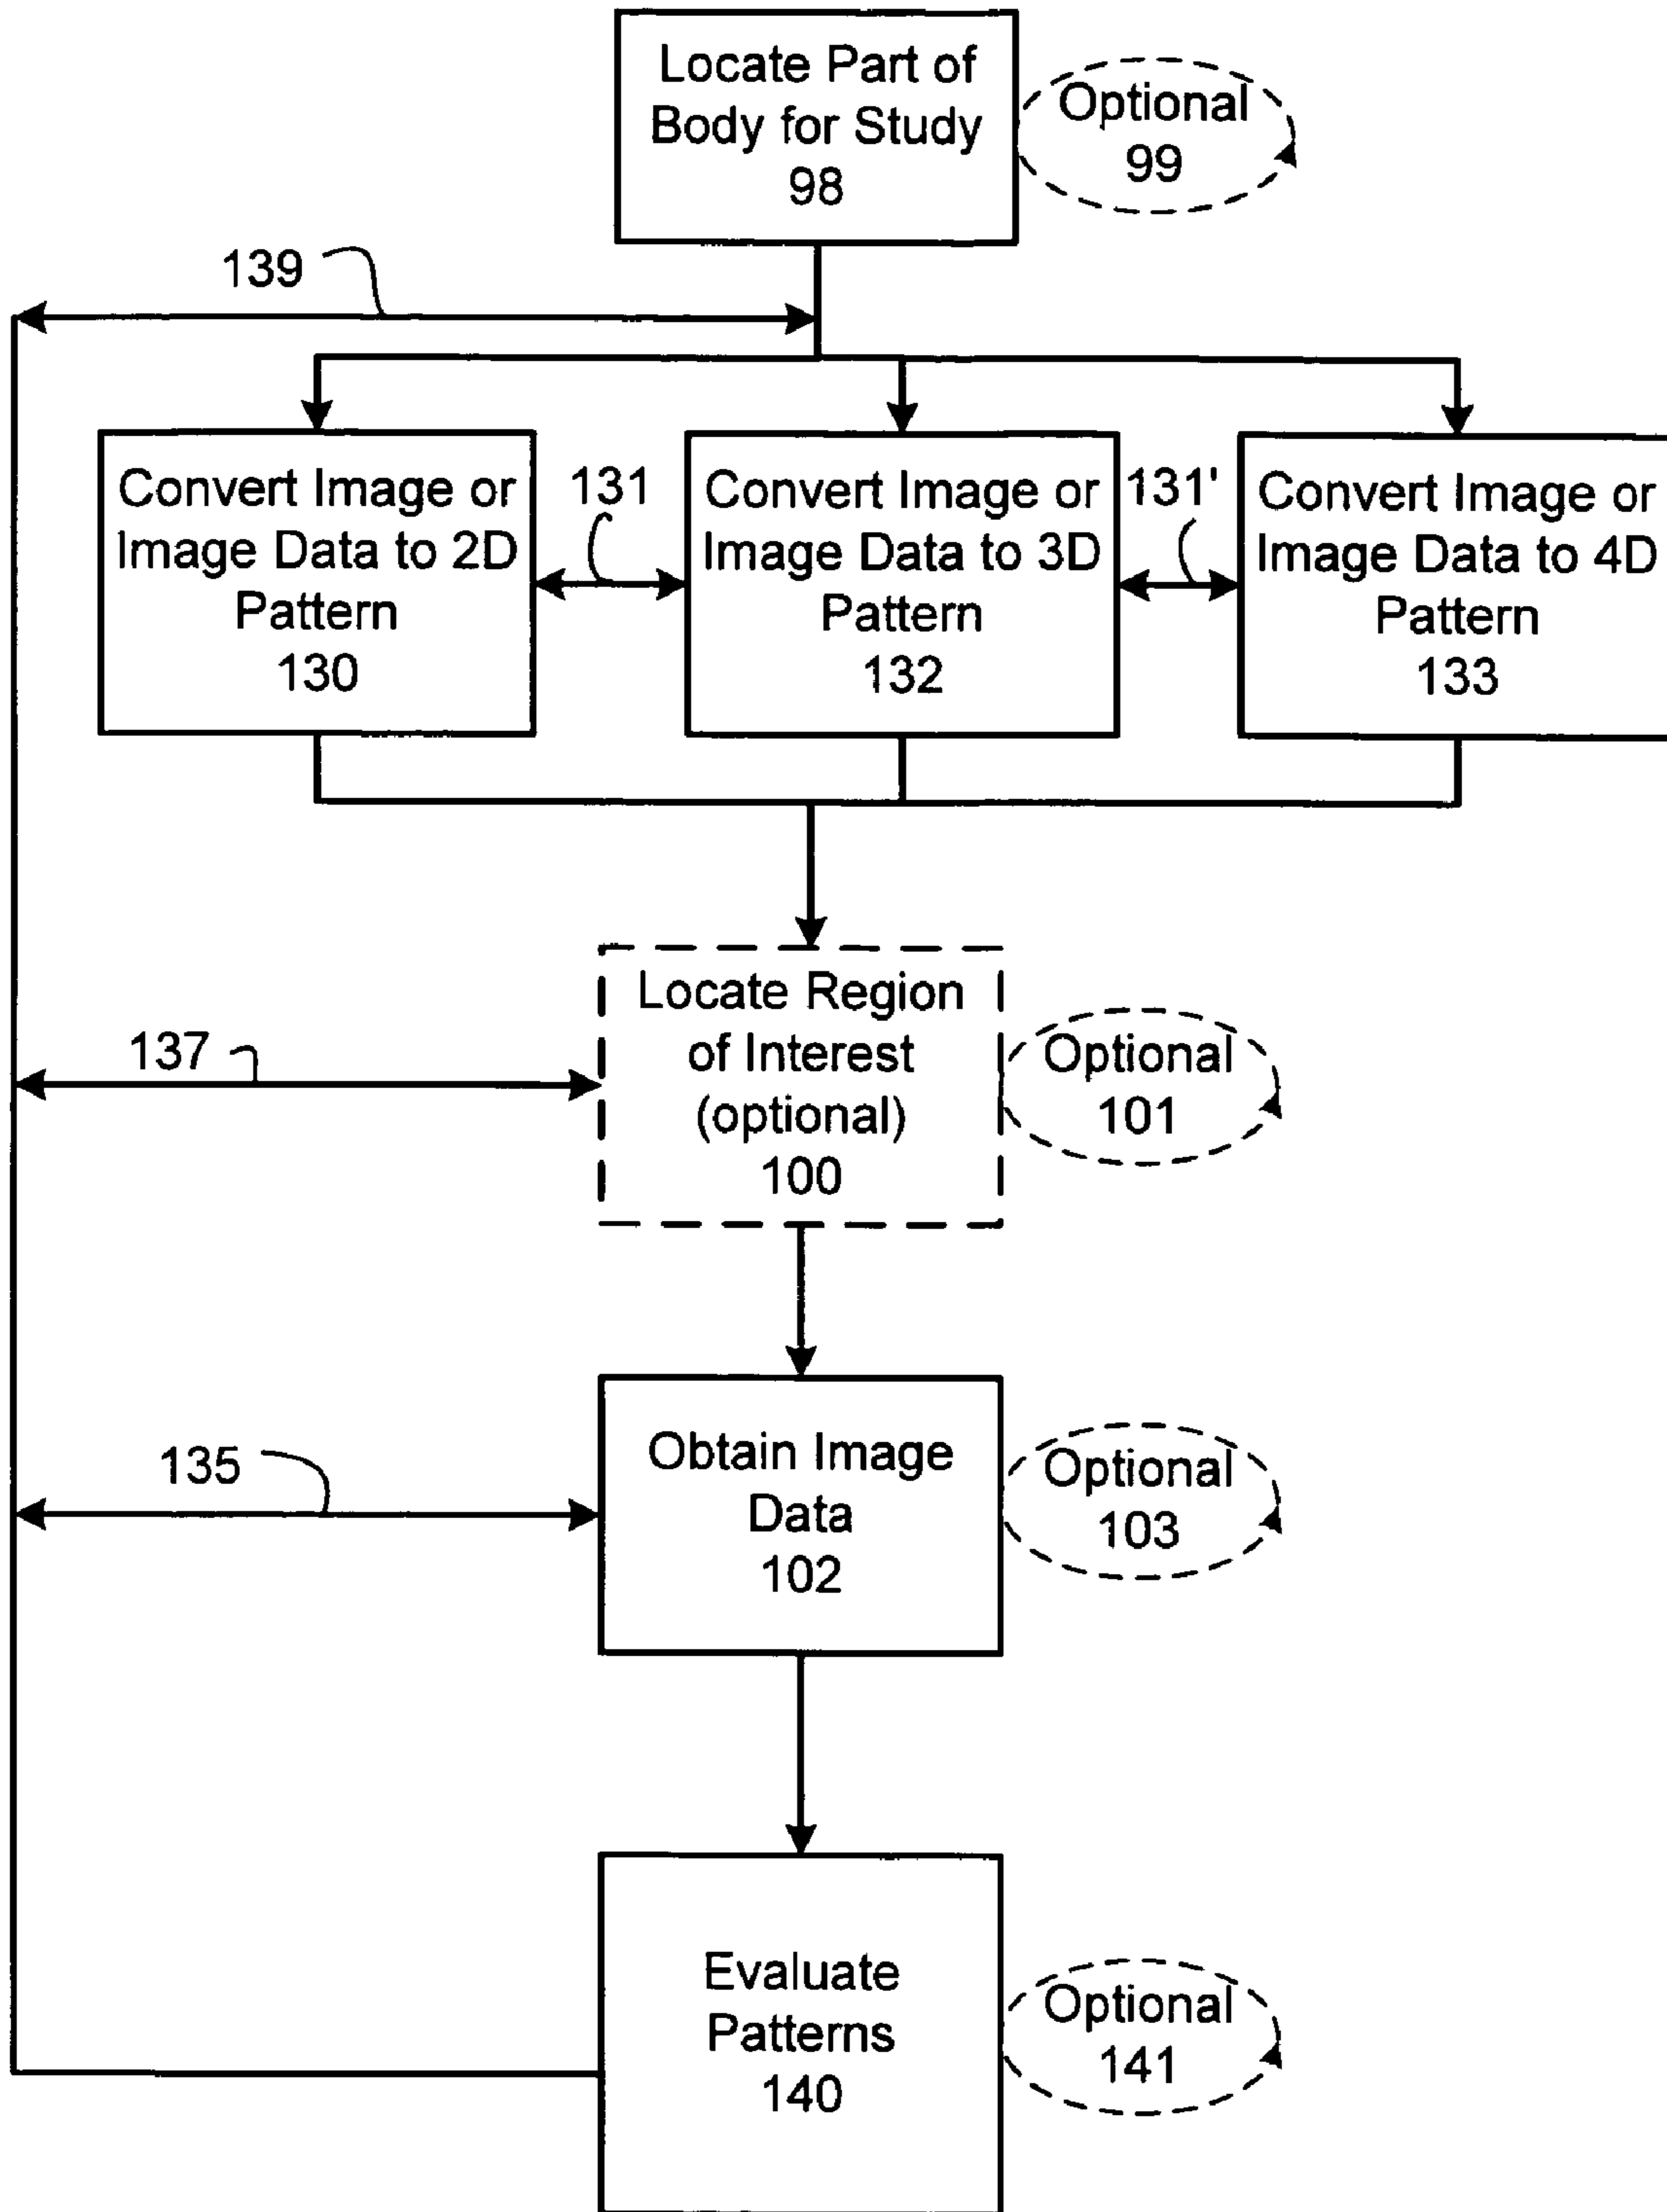 Locate Part of
Body for Study
98
Optional
99
139
Convert Image or
Image Data to 2D
Pattern
130
131
Convert Image or
Image Data to 3D
Pattern
132
131'
Convert Image or
Image Data to 4D
Pattern
133
Locate Region
of Interest
(optional)
100
Optional
101
137
Obtain Image
Data
102
Optional
103
135
Evaluate
Patterns
140
Optional
141